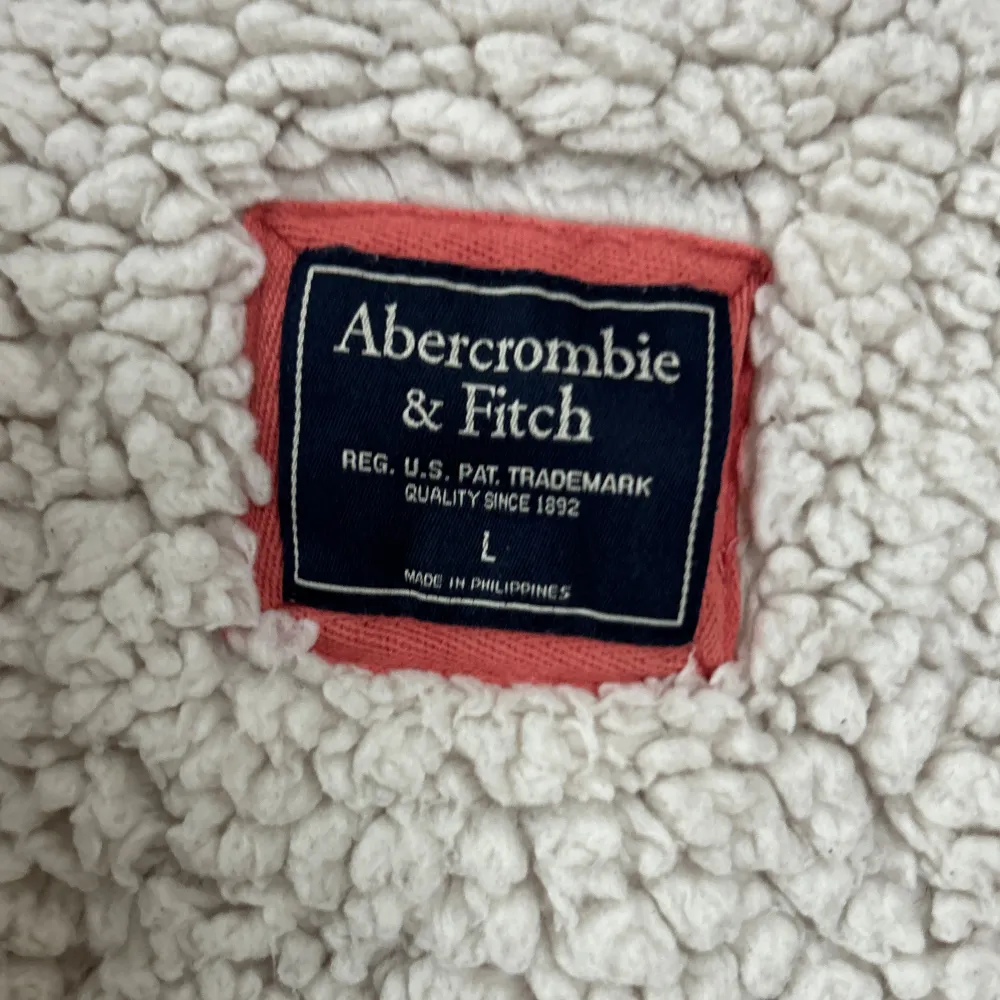 Abercrombie
& Fitch
REG. U.S. PAT. TRADEMARK
QUALITY SINCE 1892
L
MADE IN PHILIPPINES